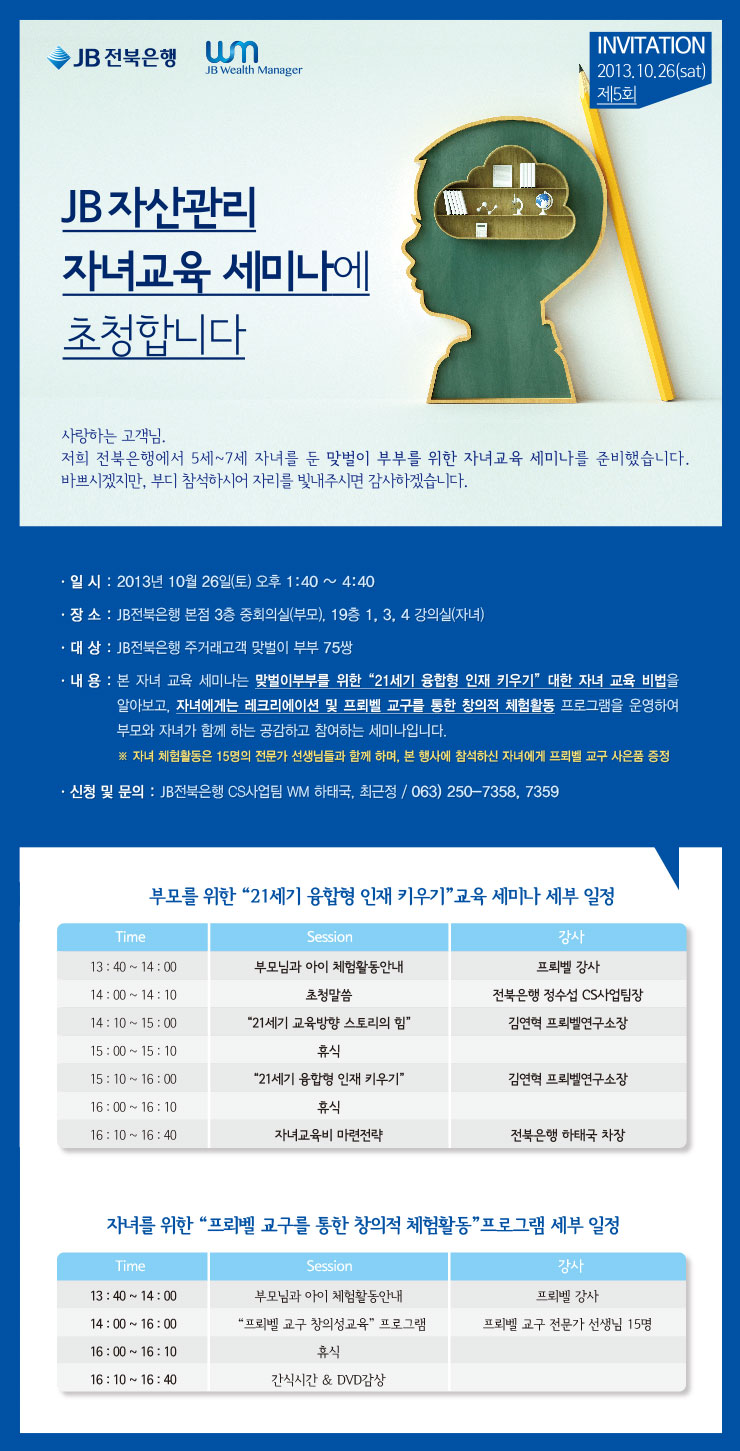 JB 전북은행
wm
JB Wealth Manager
INVITATION
2013.10.26(sat)
제5회
JB 자산관리
자녀교육 세미나에
초청합니다
사랑하는 고객님.
저희 전북은행에서 5세~7세 자녀를 둔 맞벌이 부부를 위한 자녀교육 세미나를 준비했습니다.
바쁘시겠지만, 부디 참석하시어 자리를 빛내주시면 감사하겠습니다.
· 일 시 : 2013년 10월 26일(토) 오후 1:40 ~ 4:40
· 장 소 : JB전북은행 본점 3층 중회의실(부모), 19층 1, 3, 4 강의실(자녀)
· 대 상 : JB전북은행 주거래고객 맞벌이 부부 75쌍
· 내 용 : 본 자녀 교육 세미나는 맞벌이부부를 위한 “21세기 융합형 인재 키우기” 대한 자녀 교육 비법을
알아보고, 자녀에게는 레크리에이션 및 프뢰벨 교구를 통한 창의적 체험활동 프로그램을 운영하여
부모와 자녀가 함께 하는 공감하고 참여하는 세미나입니다.
※ 자녀 체험활동은 15명의 전문가 선생님들과 함께 하며, 본 행사에 참석하신 자녀에게 프뢰벨 교구 사은품 증정
· 신청 및 문의 : JB전북은행 CS사업팀 WM 하태국, 최근정 / 063) 250-7358, 7359
부모를 위한 “21세기 융합형 인재 키우기”교육 세미나 세부 일정
Time Session 강사
13 : 40 ~ 14 : 00 부모님과 아이 체험활동안내 프뢰벨 강사
14 : 00 ~ 14 : 10 초청말씀 전북은행 정수섭 CS사업팀장
14 : 10 ~ 15 : 00 “21세기 교육방향 스토리의 힘” 김연혁 프뢰벨연구소장
15 : 00 ~ 15 : 10 휴식
15 : 10 ~ 16 : 00 “21세기 융합형 인재 키우기” 김연혁 프뢰벨연구소장
16 : 00 ~ 16 : 10 휴식
16 : 10 ~ 16 : 40 자녀교육비 마련전략 전북은행 하태국 차장
자녀를 위한 “프뢰벨 교구를 통한 창의적 체험활동”프로그램 세부 일정
Time Session 강사
13 : 40 ~ 14 : 00 부모님과 아이 체험활동안내 프뢰벨 강사
14 : 00 ~ 16 : 00 “프뢰벨 교구 창의성교육” 프로그램 프뢰벨 교구 전문가 선생님 15명
16 : 00 ~ 16 : 10 휴식
16 : 10 ~ 16 : 40 간식시간 & DVD감상